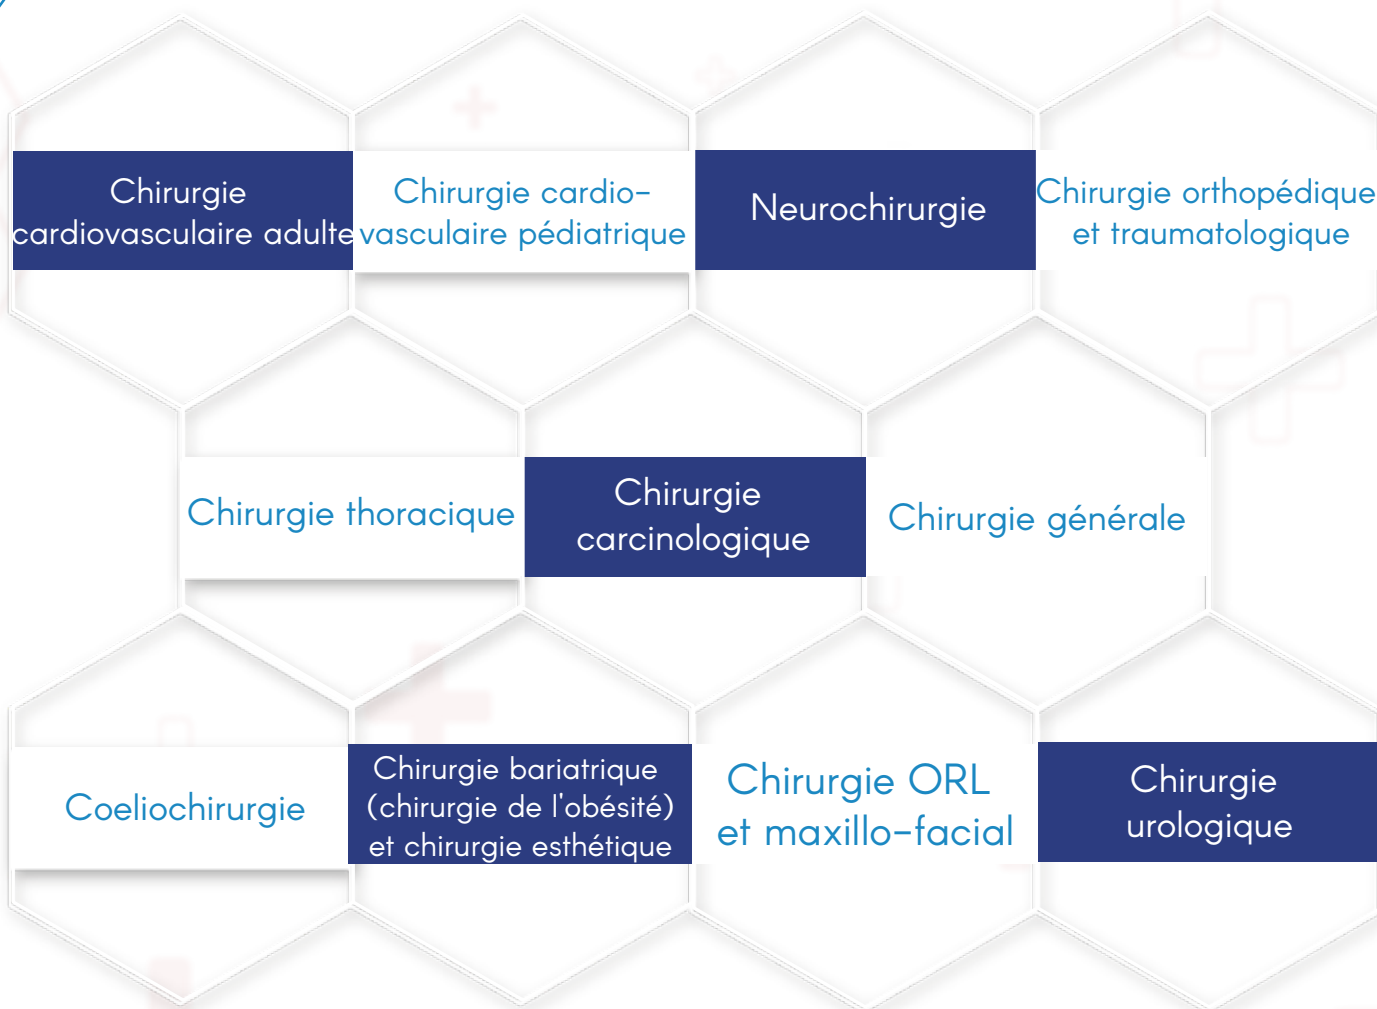 Chirurgie
cardiovasculaire adulte
Chirurgie cardio-
vasculaire pédiatrique
Neurochirurgie
Chirurgie orthopédique
et traumatologique
Chirurgie thoracique
Chirurgie
carcinologique
Chirurgie générale
Coeliochirurgie
Chirurgie bariatrique
(chirurgie de l'obésité)
et chirurgie esthétique
Chirurgie ORL
et maxillo-facial
Chirurgie
urologique